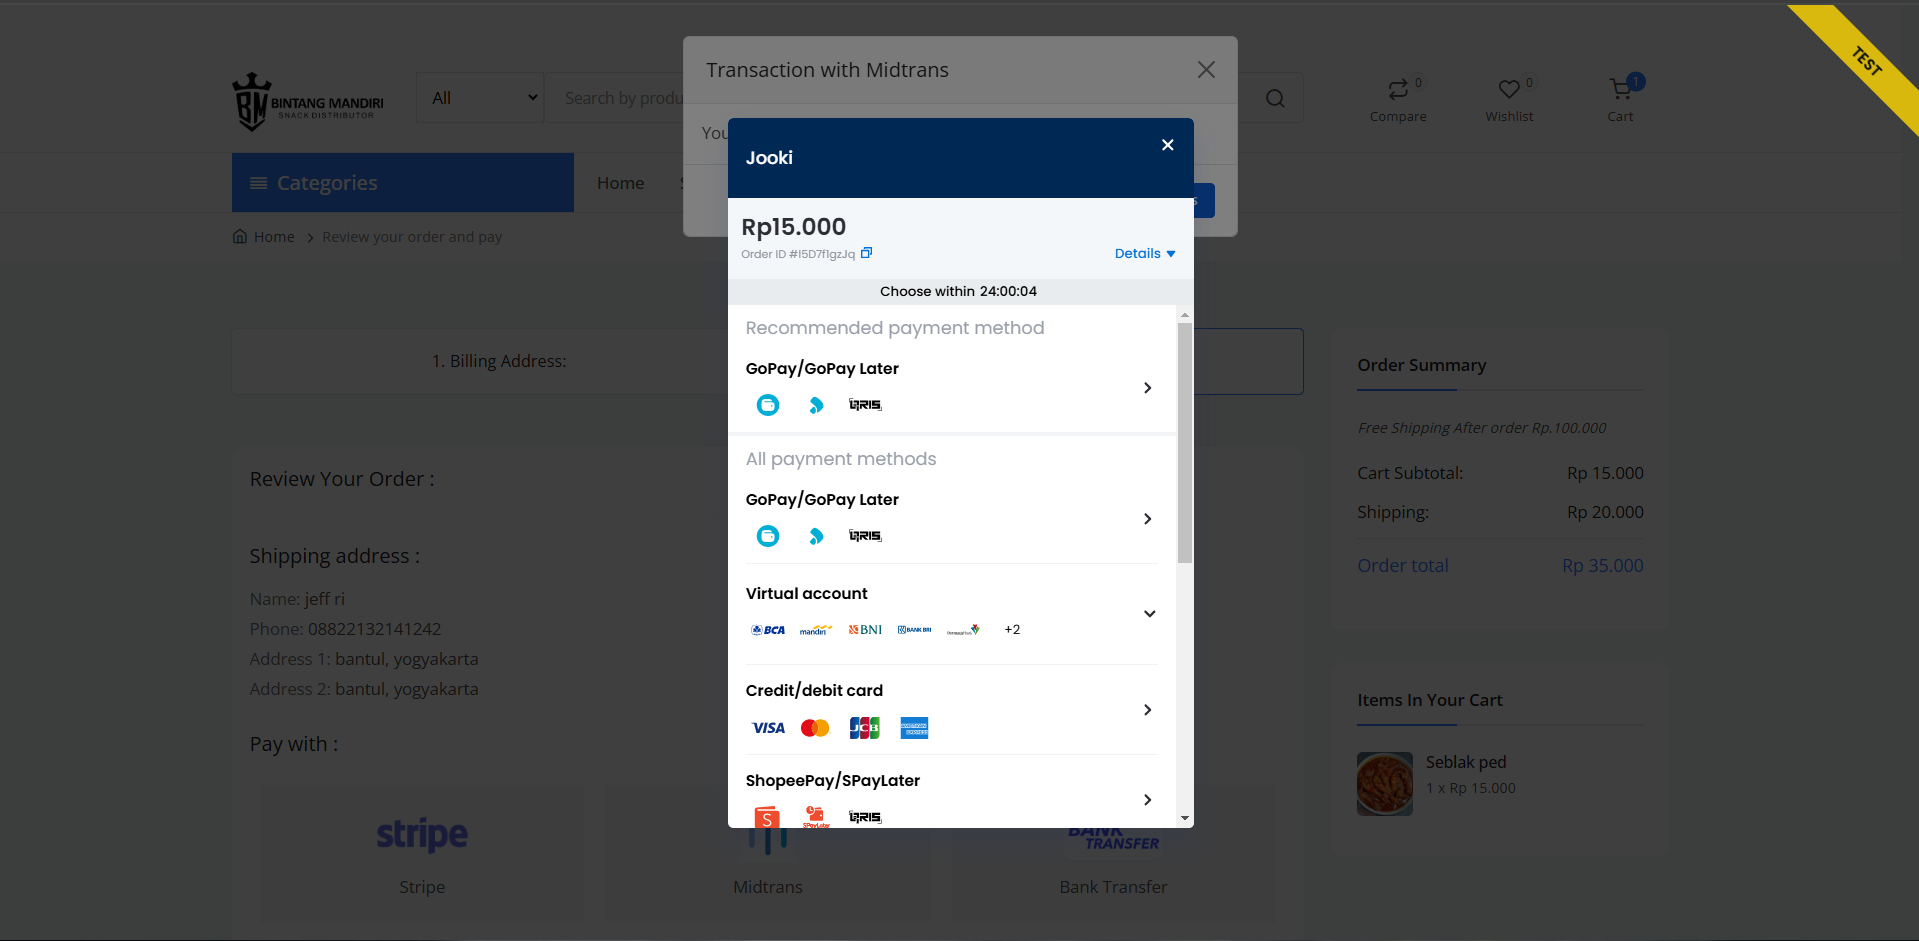 TEST
Transaction with Midtrans
BM BINTANG MANDIRI
SNACK DISTRIBUTOR
All
Search by produ
0
Compare
0
Wishlist
1
Cart
You
Jooki
Categories
Home
Rp15.000
Order ID #I5D7f1gzJq
Details
Home > Review your order and pay
Choose within 24:00:04
Recommended payment method
GoPay/GoPay Later
QRIS
All payment methods
GoPay/GoPay Later
QRIS
Virtual account
BCA mandiri BNI BANK BRI PermataBank +2
Credit/debit card
VISA JCB AMERICAN EXPRESS
ShopeePay/SPayLater
S SPayLater QRIS
1. Billing Address:
Review Your Order :
Shipping address :
Name: jeff ri
Phone: 08822132141242
Address 1: bantul, yogyakarta
Address 2: bantul, yogyakarta
Pay with :
stripe
Stripe
Midtrans
BANK
TRANSFER
Bank Transfer
Order Summary
Free Shipping After order Rp.100.000
Cart Subtotal: Rp 15.000
Shipping: Rp 20.000
Order total Rp 35.000
Items In Your Cart
Seblak ped
1 x Rp 15.000